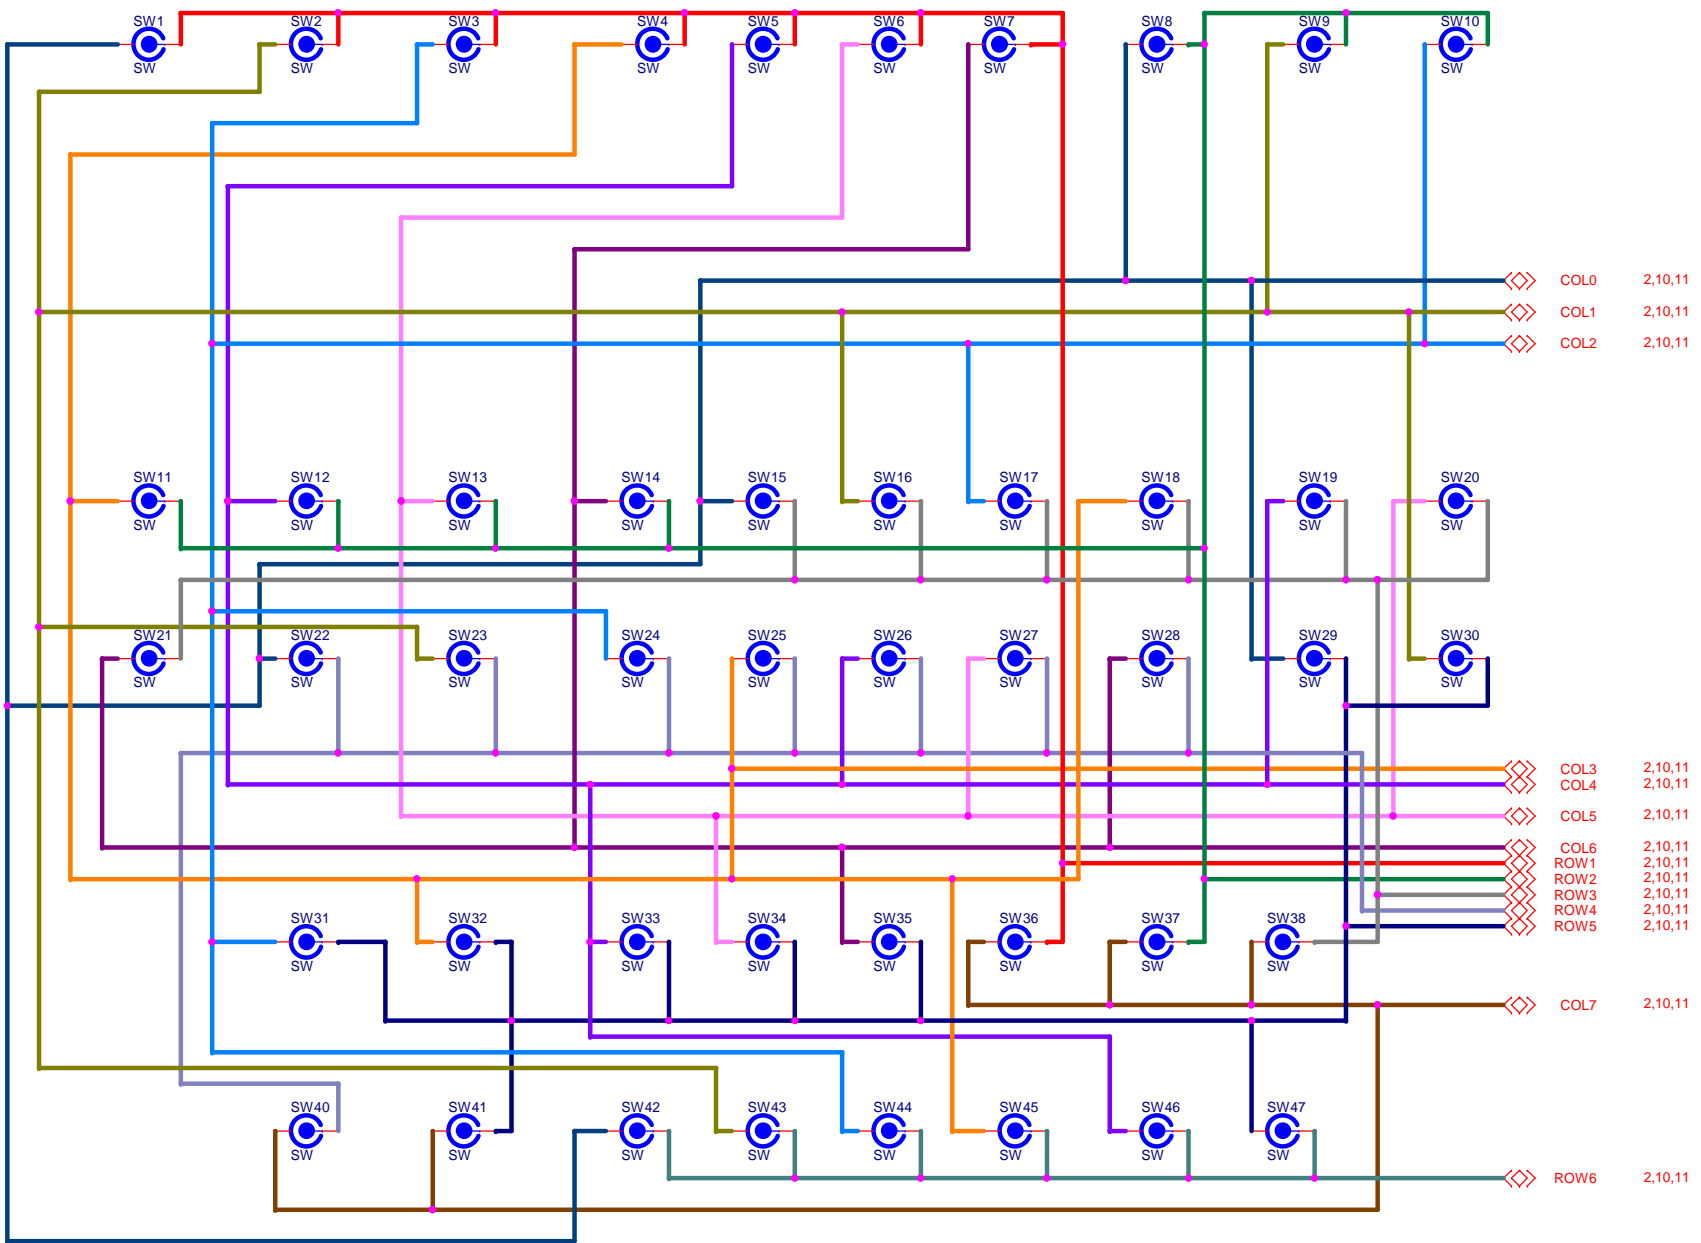 SW1 SW2 SW3 SW4 SW5 SW6 SW7 SW8 SW9 SW10
SW SW SW SW SW SW SW SW SW SW
COL0 2,10,11
COL1 2,10,11
COL2 2,10,11
SW11 SW12 SW13 SW14 SW15 SW16 SW17 SW18 SW19 SW20
SW SW SW SW SW SW SW SW SW SW
SW21 SW22 SW23 SW24 SW25 SW26 SW27 SW28 SW29 SW30
SW SW SW SW SW SW SW SW SW SW
COL3 2,10,11
COL4 2,10,11
COL5 2,10,11
COL6 2,10,11
ROW1 2,10,11
ROW2 2,10,11
ROW3 2,10,11
ROW4 2,10,11
ROW5 2,10,11
SW31 SW32 SW33 SW34 SW35 SW36 SW37 SW38
SW SW SW SW SW SW SW SW
COL7 2,10,11
SW40 SW41 SW42 SW43 SW44 SW45 SW46 SW47
SW SW SW SW SW SW SW SW
ROW6 2,10,11